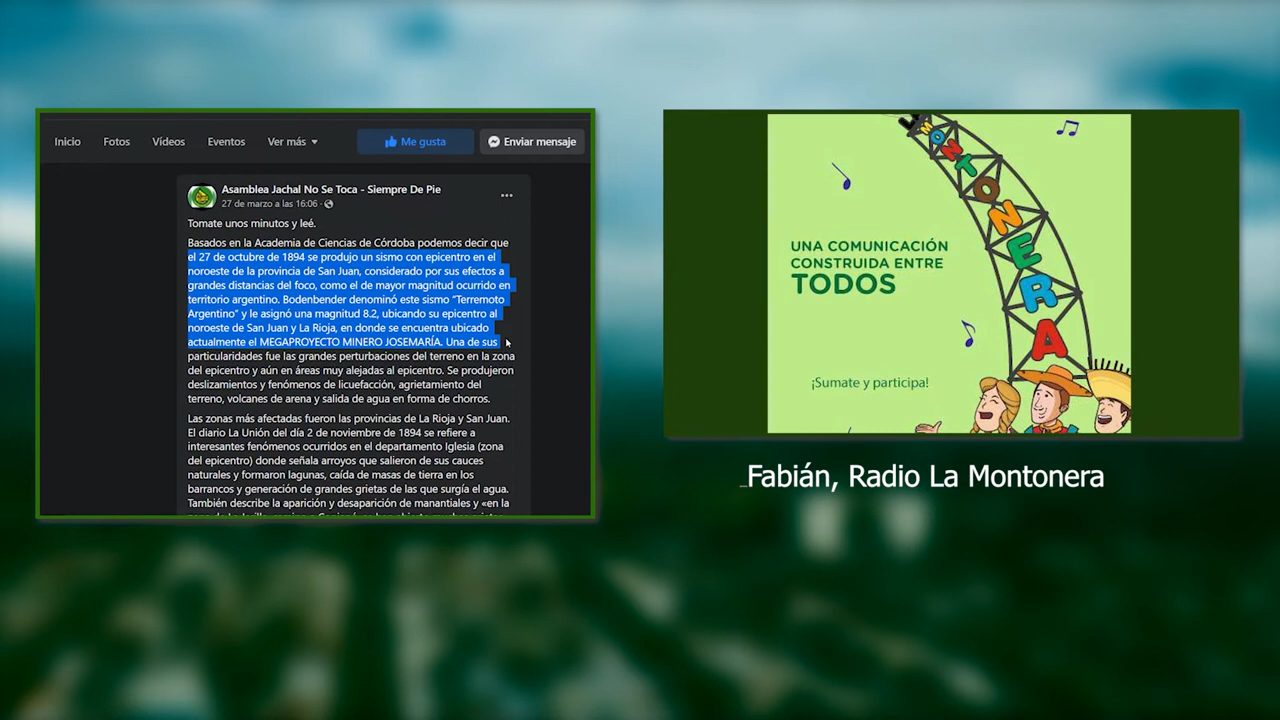 Inicio Fotos Vídeos Eventos Ver más Me gusta Enviar mensaje
Asamblea Jachal No Se Toca - Siempre De Pie
27 de marzo a las 16:06 ·
Tomate unos minutos y leé.
Basados en la Academia de Ciencias de Córdoba podemos decir que
el 27 de octubre de 1894 se produjo un sismo con epicentro en el
noroeste de la provincia de San Juan, considerado por sus efectos a
grandes distancias del foco, como el de mayor magnitud ocurrido en
territorio argentino. Bodenbender denominó este sismo “Terremoto
Argentino” y le asignó una magnitud 8.2, ubicando su epicentro al
noroeste de San Juan y La Rioja, en donde se encuentra ubicado
actualmente el MEGAPROYECTO MINERO JOSEMARÍA. Una de sus
particularidades fue las grandes perturbaciones del terreno en la zona
del epicentro y aún en áreas muy alejadas al epicentro. Se produjeron
deslizamientos y fenómenos de licuefacción, agrietamiento del
terreno, volcanes de arena y salida de agua en forma de chorros.
Las zonas más afectadas fueron las provincias de La Rioja y San Juan.
El diario La Unión del día 2 de noviembre de 1894 se refiere a
interesantes fenómenos ocurridos en el departamento Iglesia (zona
del epicentro) donde señala arroyos que salieron de sus cauces
naturales y formaron lagunas, caída de masas de tierra en los
barrancos y generación de grandes grietas de las que surgía el agua.
También describe la aparición y desaparición de manantiales y «en la
MONTONERA
UNA COMUNICACIÓN
CONSTRUIDA ENTRE
TODOS
¡Sumate y participa!
Fabián, Radio La Montonera